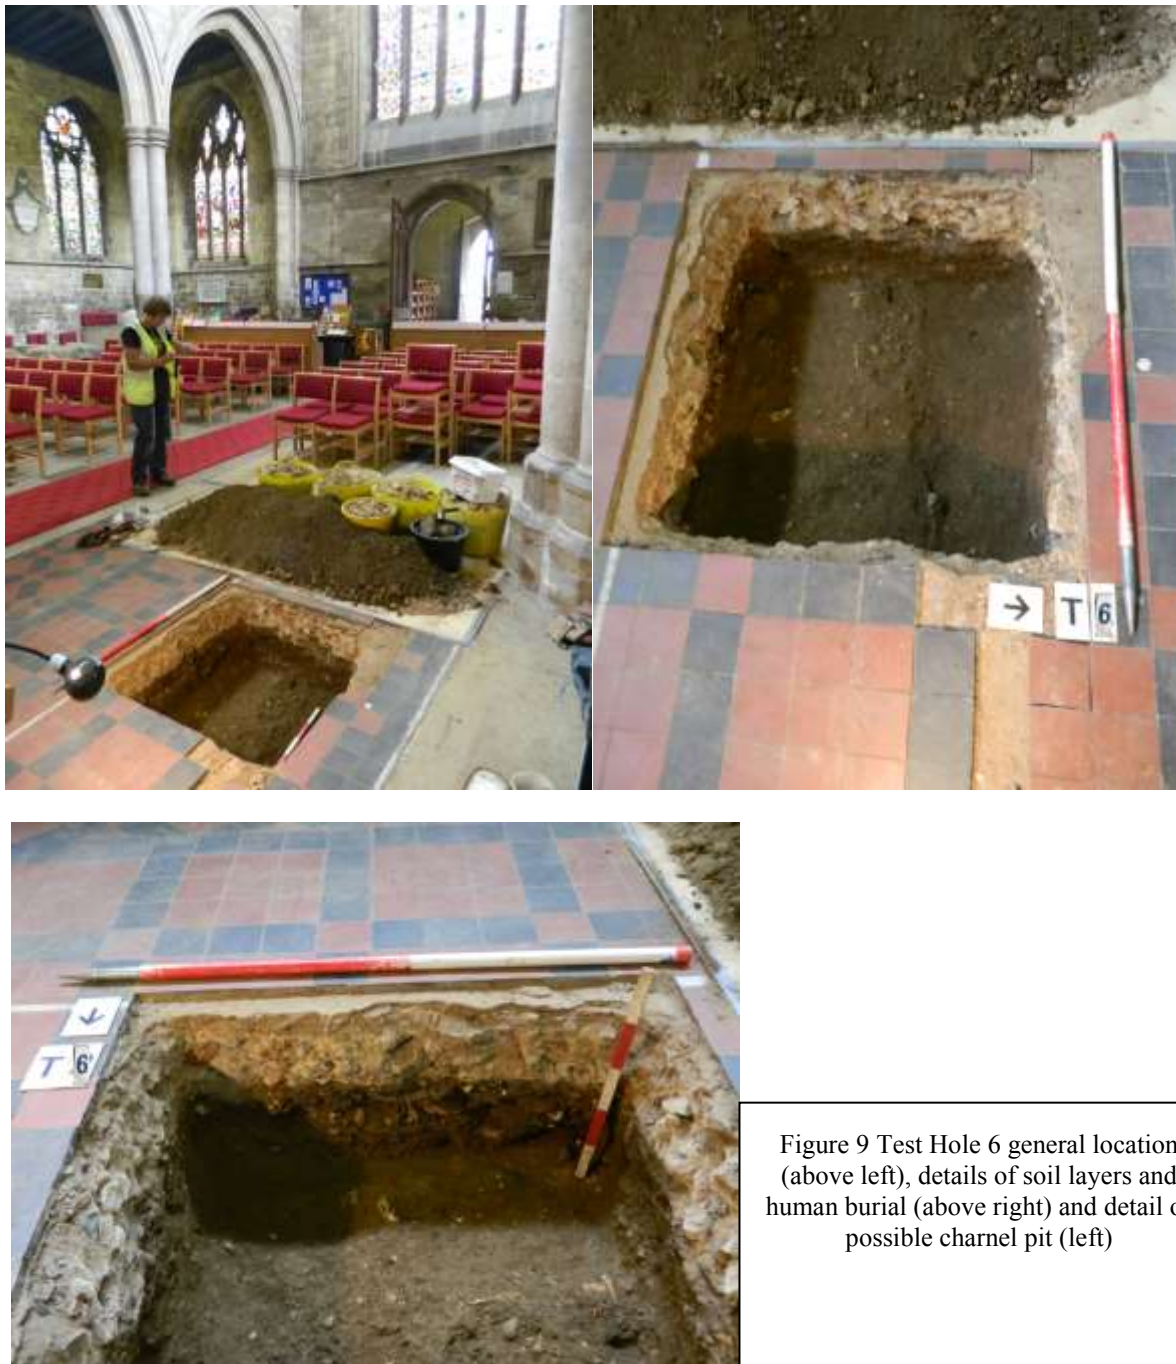 → T 6
↓
T 6
Figure 9 Test Hole 6 general location
(above left), details of soil layers and
human burial (above right) and detail
possible charnel pit (left)